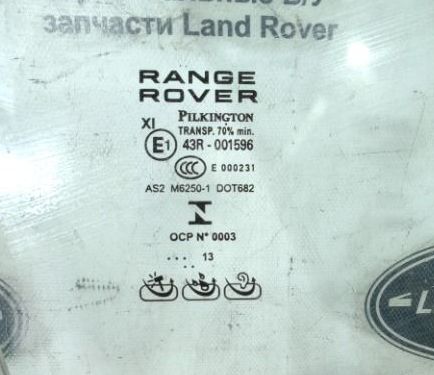 запчасти Land Rover
RANGE
ROVER
PILKINGTON
XI
TRANSP. 70% min.
E1 43R - 001596
CCC E 000231
AS2 M6250-1 DOT682
OCP N° 0003
.... 13